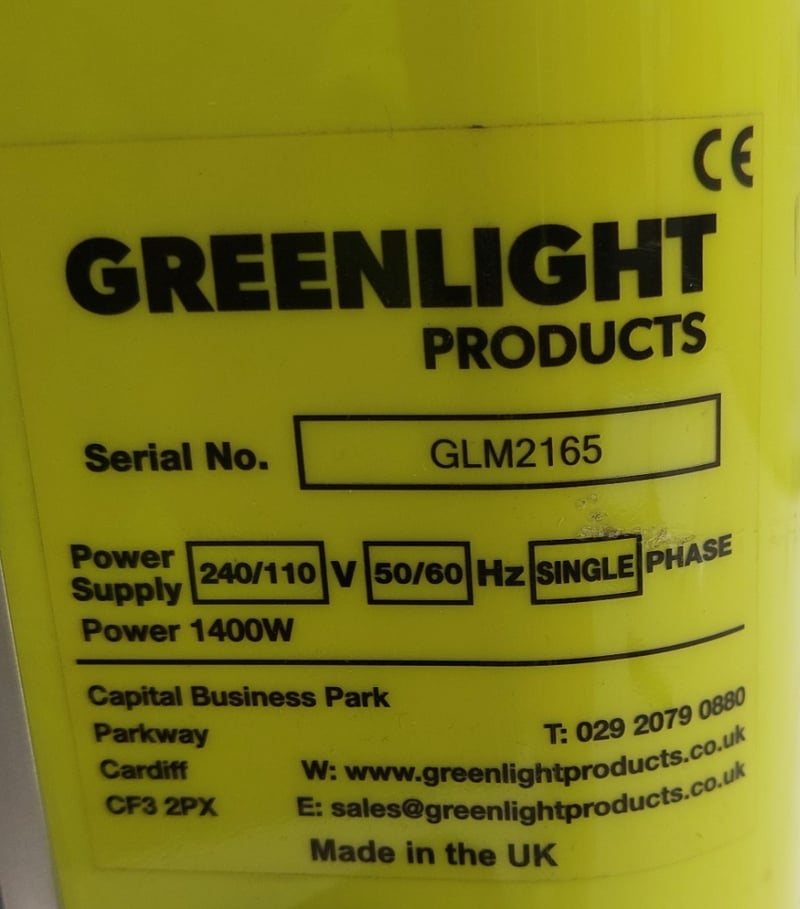 CE
GREENLIGHT
PRODUCTS
Serial No. GLM2165
Power Supply 240/110 V 50/60 Hz SINGLE PHASE
Power 1400W
Capital Business Park
Parkway T: 029 2079 0880
Cardiff W: www.greenlightproducts.co.uk
CF3 2PX E: sales@greenlightproducts.co.uk
Made in the UK